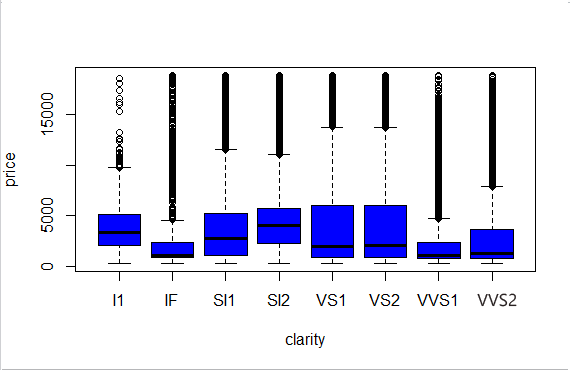 price
15000
5000
0
I1 IF SI1 SI2 VS1 VS2 VVS1 VVS2
clarity